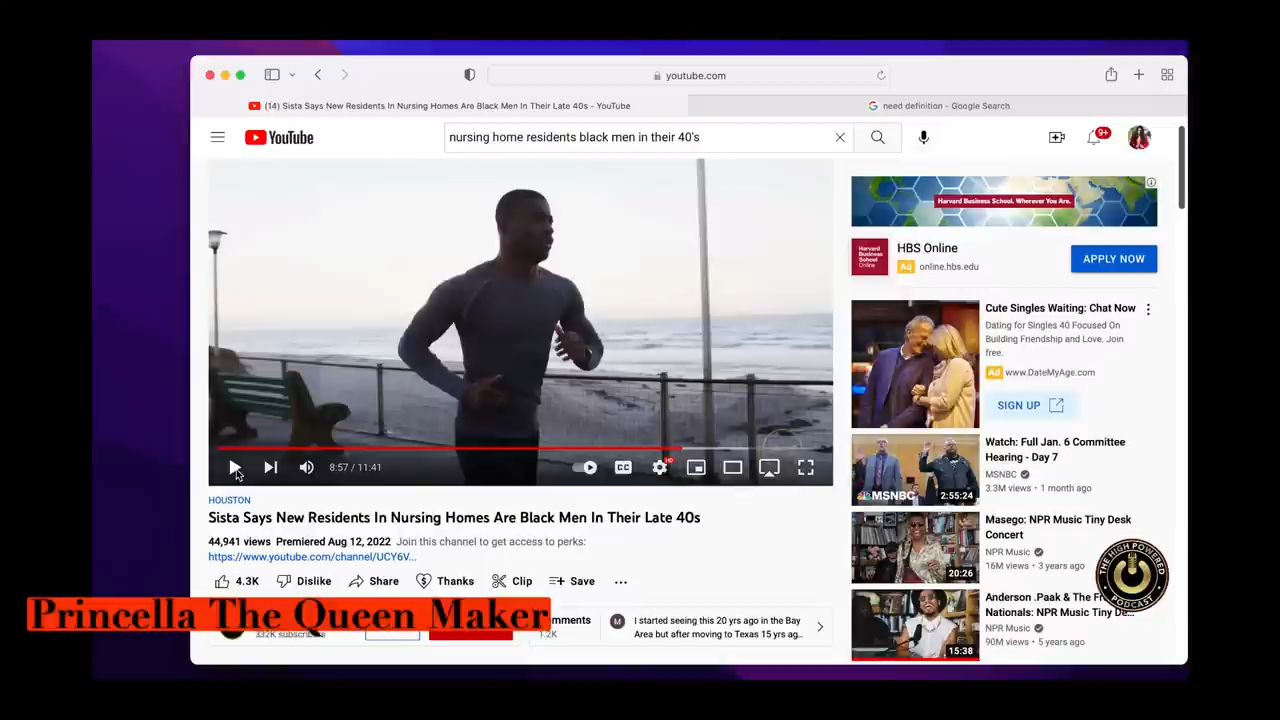 youtube.com
(14) Sista Says New Residents In Nursing Homes Are Black Men In Their Late 40s - YouTube
need definition - Google Search
YouTube
nursing home residents black men in their 40's
9+
8:57 / 11:41
CC
HD
HOUSTON
Sista Says New Residents In Nursing Homes Are Black Men In Their Late 40s
44,941 views Premiered Aug 12, 2022 Join this channel to get access to perks:
https://www.youtube.com/channel/UCY6V...
4.3K
Dislike
Share
Thanks
Clip
Save
Princella The Queen Maker
332K subscribers
1.2K
M
I started seeing this 20 yrs ago in the Bay
Area but after moving to Texas 15 yrs ag..
Harvard Business School. Wherever You Are.
Harvard
Business
School
Online
HBS Online
Ad online.hbs.edu
APPLY NOW
Cute Singles Waiting: Chat Now
Dating for Singles 40 Focused On
Building Friendship and Love. Join
free.
Ad www.DateMyAge.com
SIGN UP
MSNBC
2:55:24
Watch: Full Jan. 6 Committee
Hearing - Day 7
MSNBC
3.3M views • 1 month ago
20:26
Masego: NPR Music Tiny Desk
Concert
NPR Music
16M views • 3 years ago
15:38
Anderson .Paak & The Fr
Nationals: NPR Music Tiny De...
NPR Music
90M views • 5 years ago
THE HIGH POWERED
PODCAST